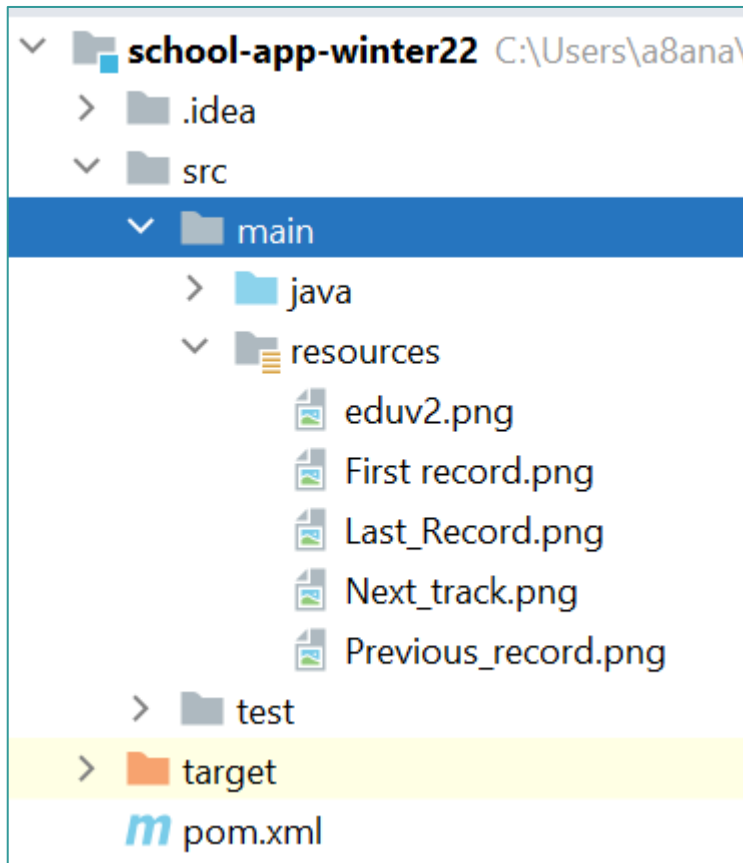 school-app-winter22 C:\Users\a8ana\
.idea
src
main
java
resources
eduv2.png
First record.png
Last_Record.png
Next_track.png
Previous_record.png
test
target
m pom.xml